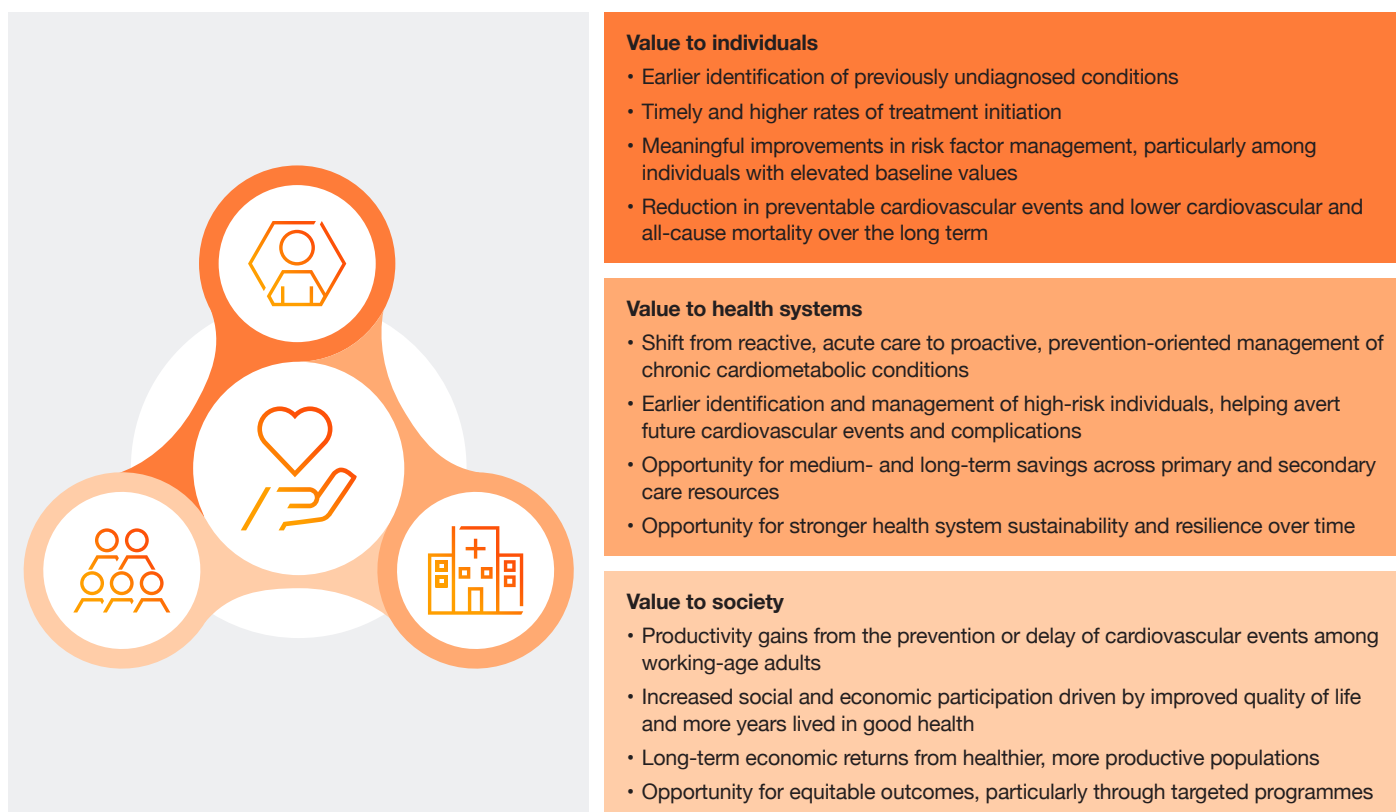 Value to individuals
• Earlier identification of previously undiagnosed conditions
• Timely and higher rates of treatment initiation
• Meaningful improvements in risk factor management, particularly among
individuals with elevated baseline values
• Reduction in preventable cardiovascular events and lower cardiovascular and
all-cause mortality over the long term
Value to health systems
• Shift from reactive, acute care to proactive, prevention-oriented management of
chronic cardiometabolic conditions
• Earlier identification and management of high-risk individuals, helping avert
future cardiovascular events and complications
• Opportunity for medium- and long-term savings across primary and secondary
care resources
• Opportunity for stronger health system sustainability and resilience over time
Value to society
• Productivity gains from the prevention or delay of cardiovascular events among
working-age adults
• Increased social and economic participation driven by improved quality of life
and more years lived in good health
• Long-term economic returns from healthier, more productive populations
• Opportunity for equitable outcomes, particularly through targeted programmes